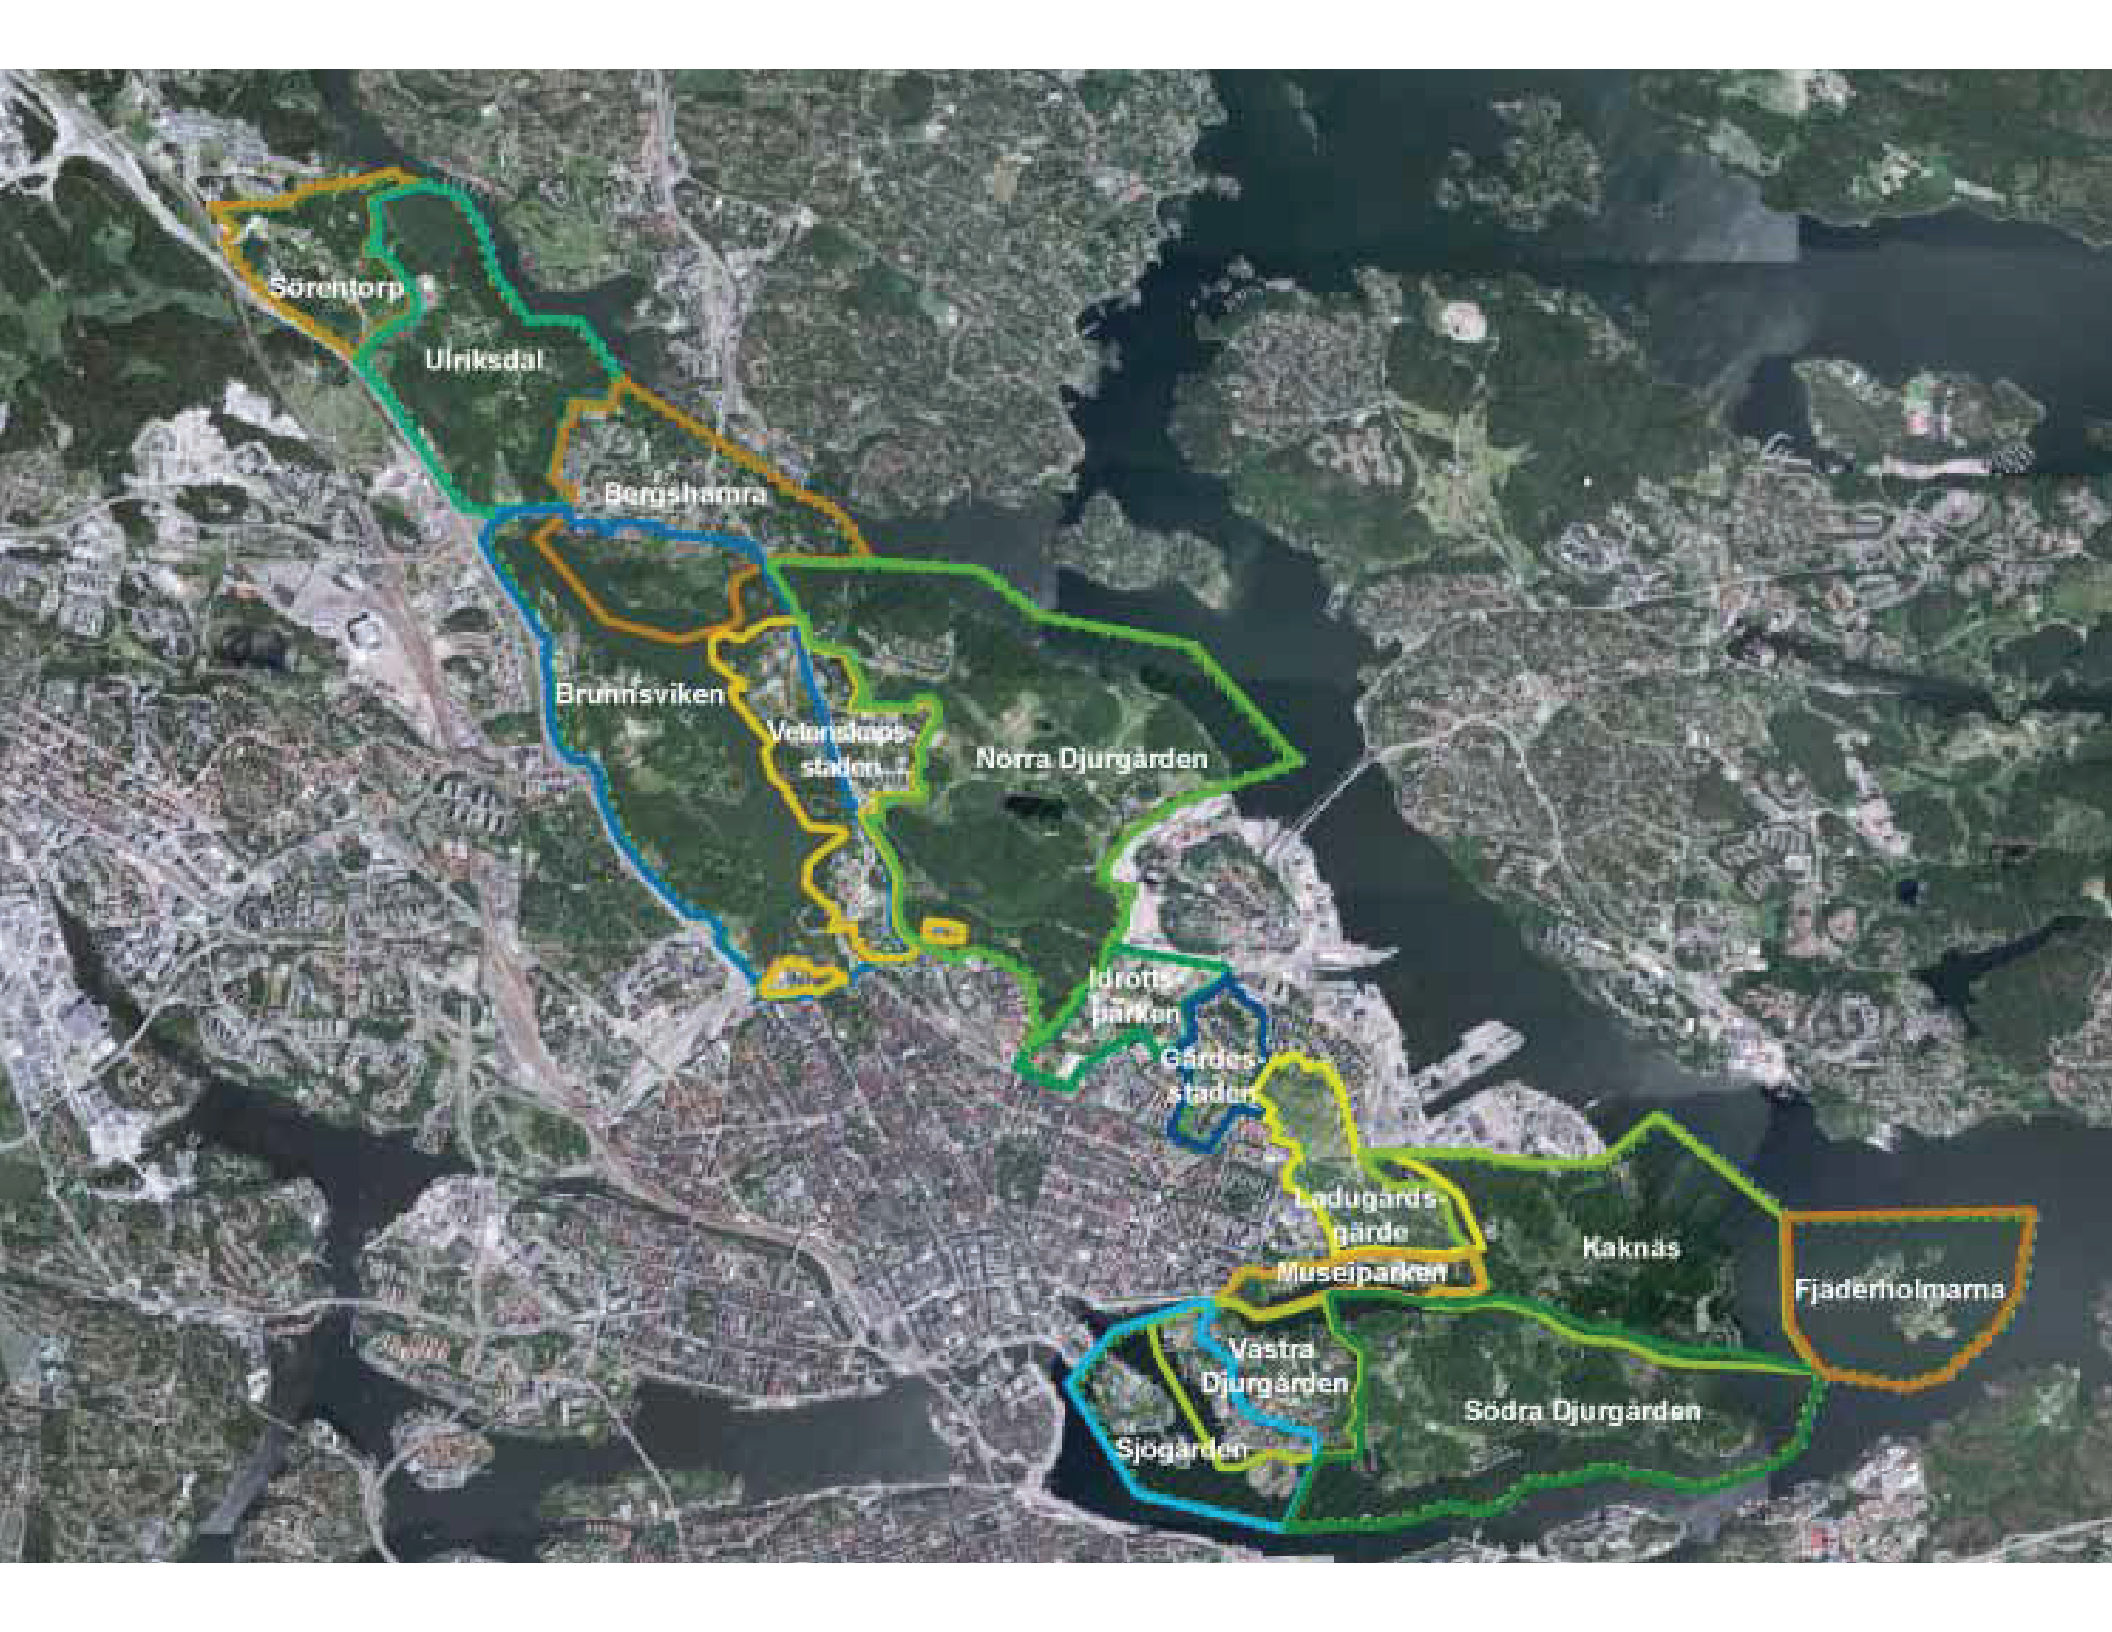 Sörentorp
Ulriksdal
Bergshamra
Brunnsviken
Vetenskaps-
staden
Norra Djurgården
Idrotts-
parken
Gärdes-
staden
Ladugårds-
gärde
Kaknäs
Museiparken
Fjäderholmarna
Västra
Djurgården
Södra Djurgården
Sjögården